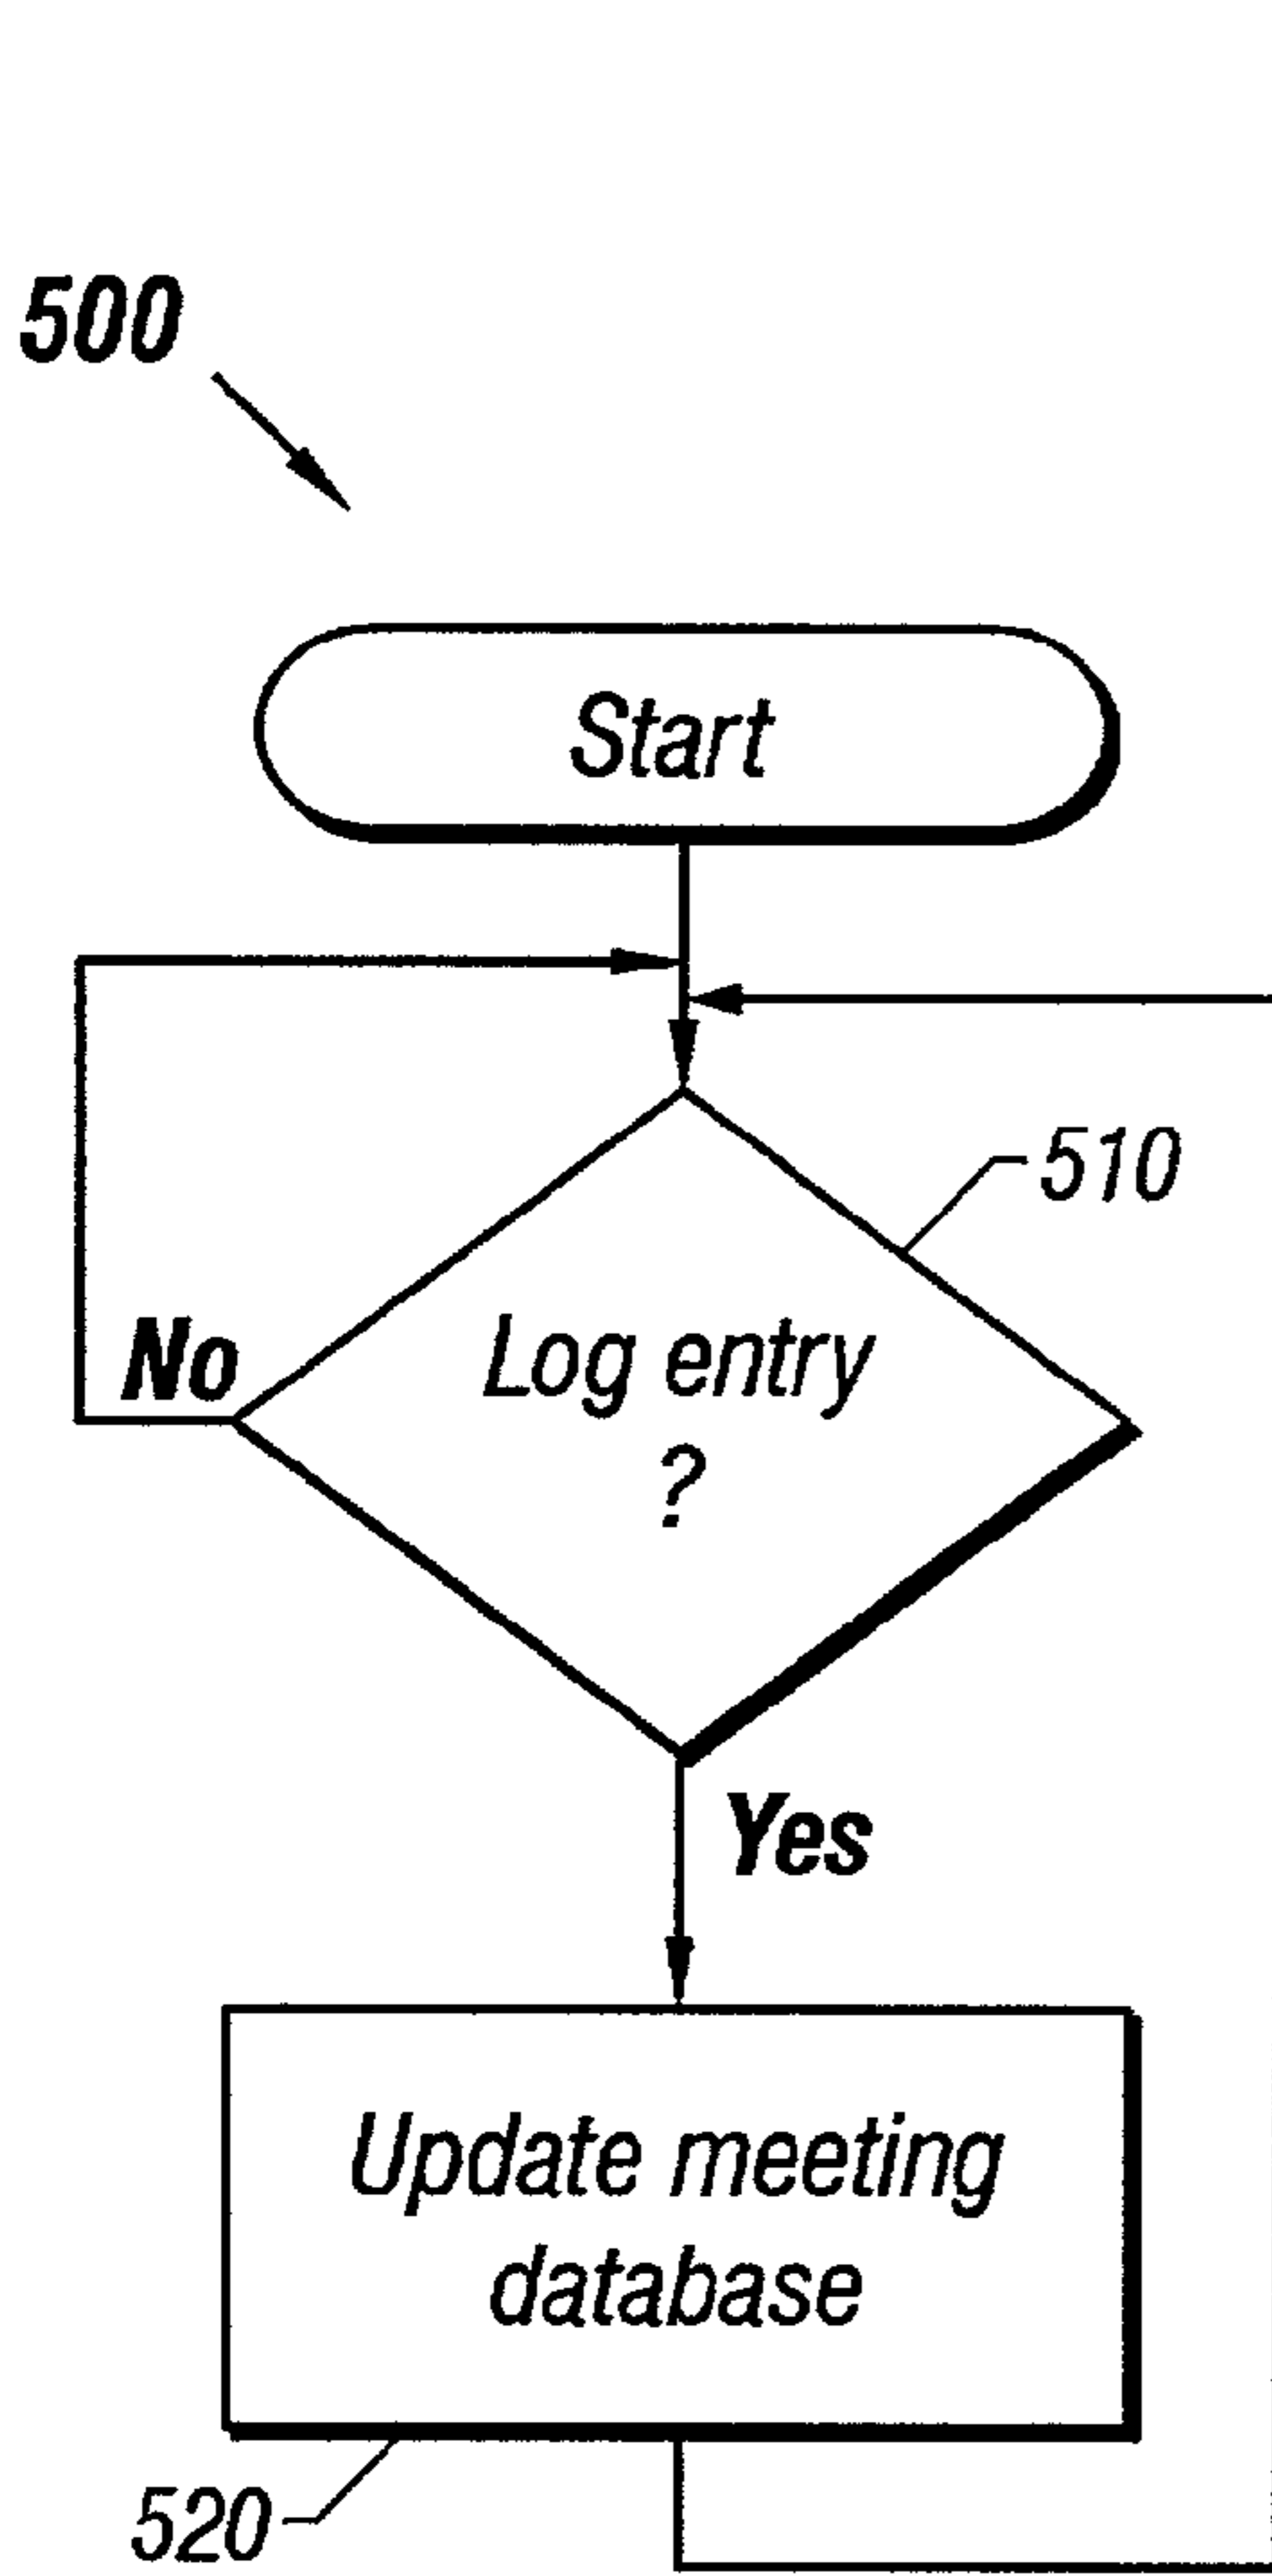 500
Start
510
No
Log entry
?
Yes
Update meeting
database
520